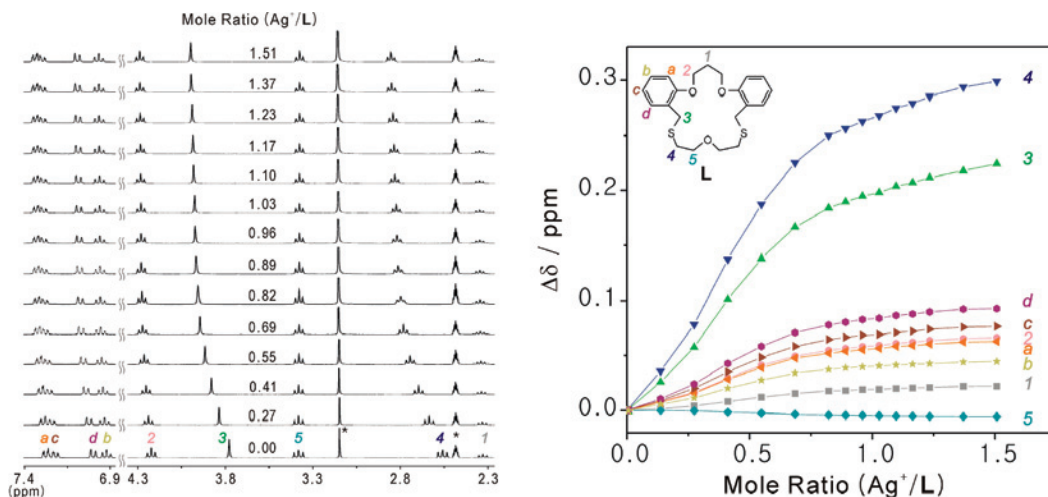 Mole Ratio (Ag⁺/L)
1.51
1.37
1.23
1.17
1.10
1.03
0.96
0.89
0.82
0.69
0.55
0.41
0.27
0.00
a c d b 2 3 5 * 4 * 1
7.4 6.9 4.3 3.8 3.3 2.8 2.3
(ppm)
Δδ / ppm
0.3
0.2
0.1
0.0
0.0 0.5 1.0 1.5
Mole Ratio (Ag⁺/L)
1
2
b a
c
d
3
O O
S S
O
4 5
L
4
3
d
c
2
a
b
1
5